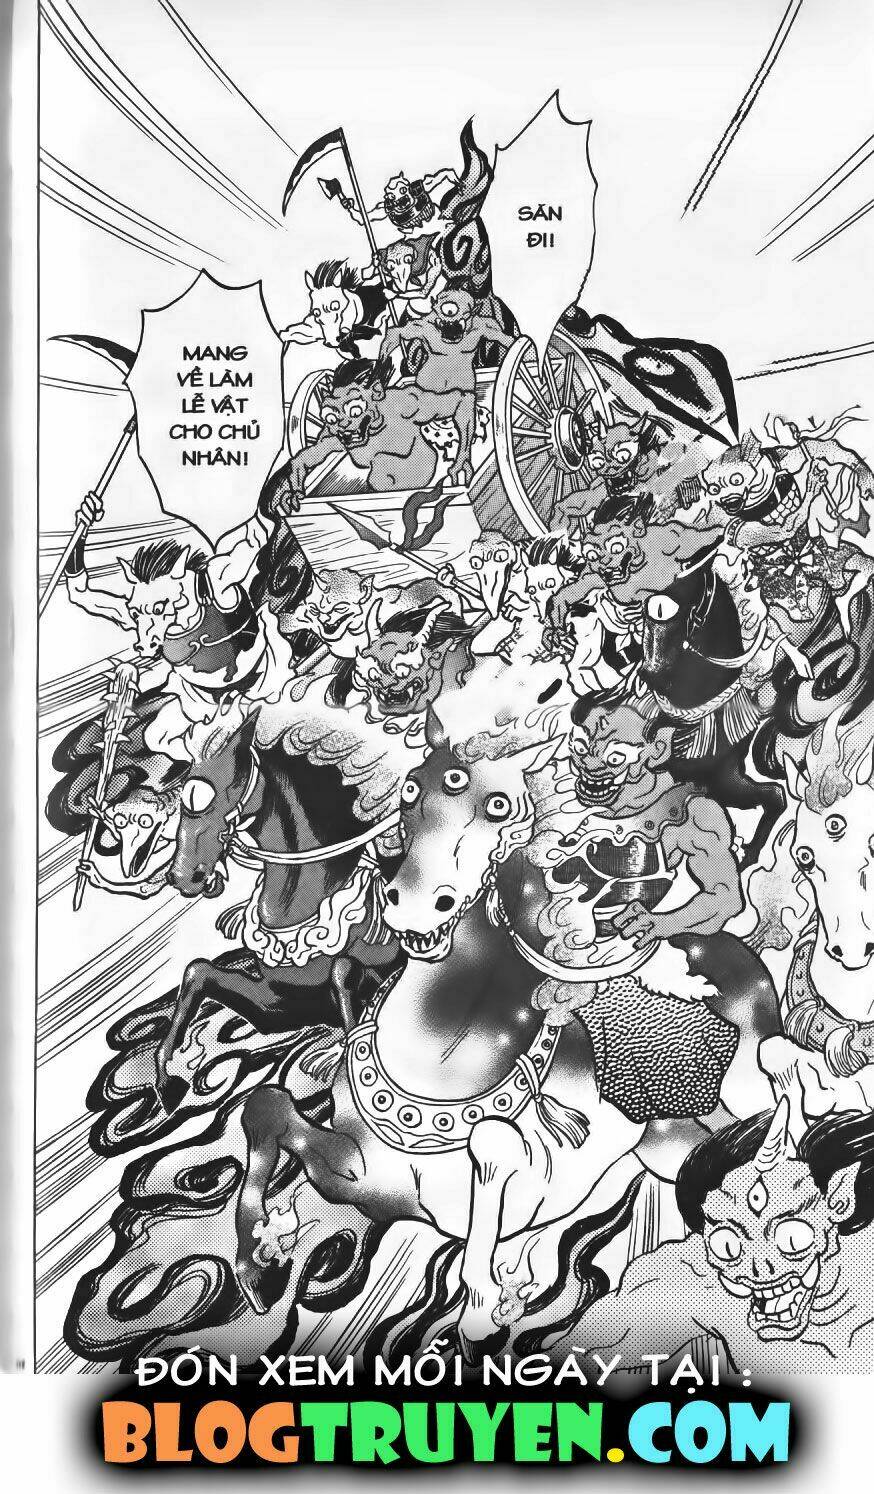 SĂN
ĐI!
MANG
VỀ LÀM
LỄ VẬT
CHO CHỦ
NHÂN!
ĐÓN XEM MỖI NGÀY TẠI :
BLOGTRUYEN.COM